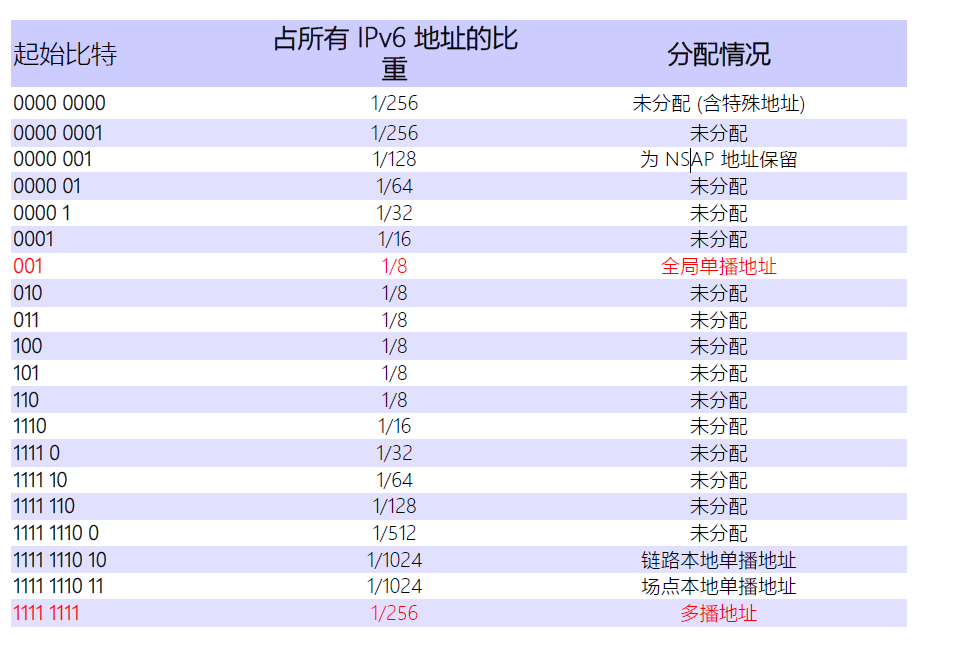 起始比特 占所有 IPv6 地址的比重 分配情况
0000 0000 1/256 未分配 (含特殊地址)
0000 0001 1/256 未分配
0000 001 1/128 为 NSAP 地址保留
0000 01 1/64 未分配
0000 1 1/32 未分配
0001 1/16 未分配
001 1/8 全局单播地址
010 1/8 未分配
011 1/8 未分配
100 1/8 未分配
101 1/8 未分配
110 1/8 未分配
1110 1/16 未分配
1111 0 1/32 未分配
1111 10 1/64 未分配
1111 110 1/128 未分配
1111 1110 0 1/512 未分配
1111 1110 10 1/1024 链路本地单播地址
1111 1110 11 1/1024 场点本地单播地址
1111 1111 1/256 多播地址